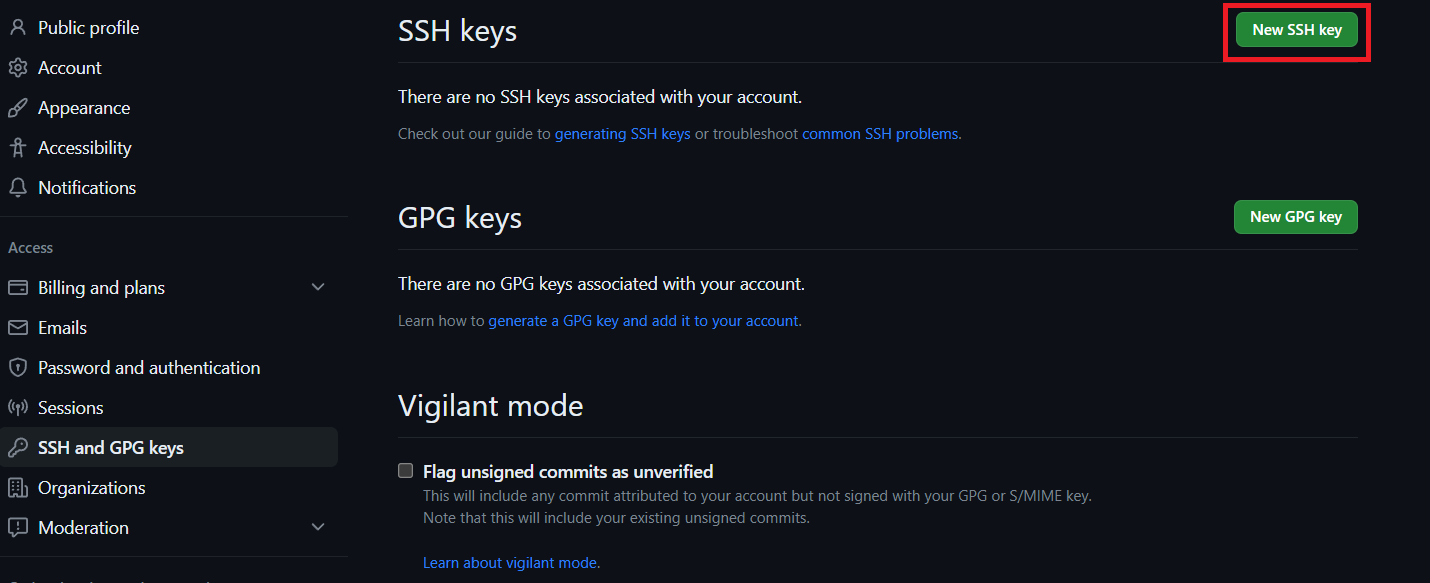 Public profile
Account
Appearance
Accessibility
Notifications
Access
Billing and plans
Emails
Password and authentication
Sessions
SSH and GPG keys
Organizations
Moderation
SSH keys
New SSH key
There are no SSH keys associated with your account.
Check out our guide to generating SSH keys or troubleshoot common SSH problems.
GPG keys
New GPG key
There are no GPG keys associated with your account.
Learn how to generate a GPG key and add it to your account.
Vigilant mode
Flag unsigned commits as unverified
This will include any commit attributed to your account but not signed with your GPG or S/MIME key.
Note that this will include your existing unsigned commits.
Learn about vigilant mode.